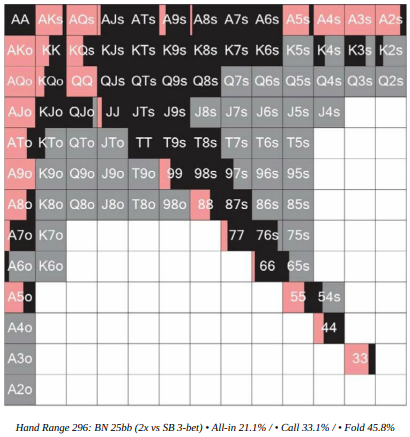 AA AKs AQs AJs ATs A9s A8s A7s A6s A5s A4s A3s A2s
AKo KK KQs KJs KTs K9s K8s K7s K6s K5s K4s K3s K2s
AQo KQo QQ QJs QTs Q9s Q8s Q7s Q6s Q5s Q4s Q3s Q2s
AJo KJo QJo JJ JTs J9s J8s J7s J6s J5s J4s
ATo KTo QTo JTo TT T9s T8s T7s T6s T5s
A9o K9o Q9o J9o T9o 99 98s 97s 96s 95s
A8o K8o Q8o J8o T8o 98o 88 87s 86s 85s
A7o K7o 77 76s 75s
A6o K6o 66 65s
A5o 55 54s
A4o 44
A3o 33
A2o
Hand Range 296: BN 25bb (2x vs SB 3-bet) • All-in 21.1% / • Call 33.1% / • Fold 45.8%